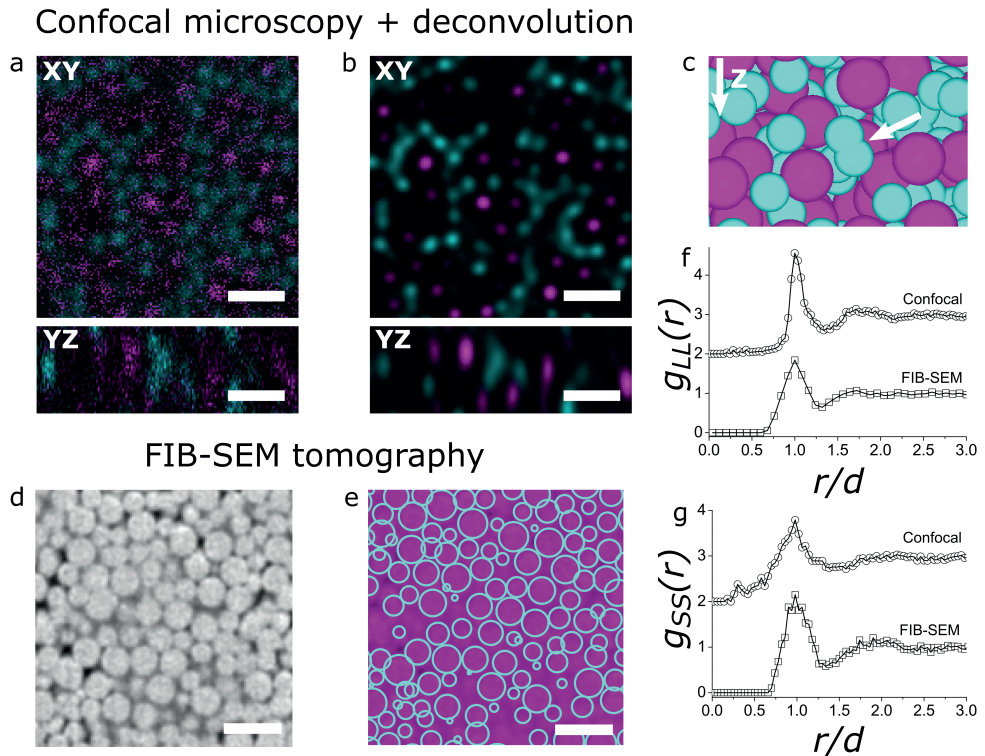 Confocal microscopy + deconvolution
a
XY
b
XY
c
z
YZ
YZ
f
4
3
2
1
0
Confocal
FIB-SEM
gLL(r)
0.0 0.5 1.0 1.5 2.0 2.5 3.0
r/d
FIB-SEM tomography
d
e
g
4
3
2
1
0
Confocal
FIB-SEM
gSS(r)
0.0 0.5 1.0 1.5 2.0 2.5 3.0
r/d